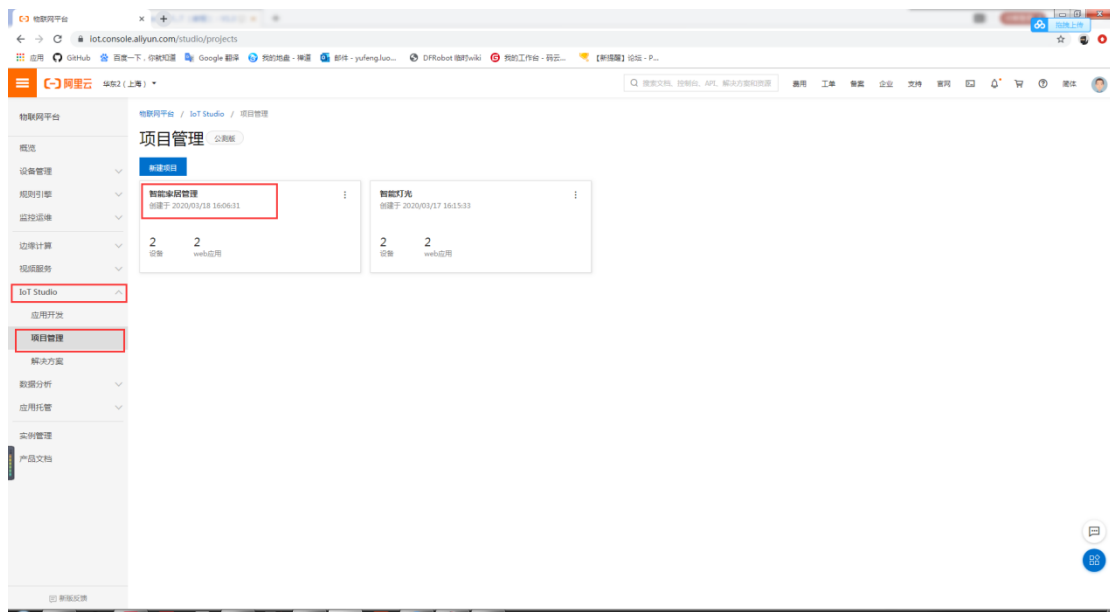 物联网平台
iot.console.aliyun.com/studio/projects
拖拽上传
应用 GitHub 百度一下，你就知道 Google 翻译 我的地盘 - 禅道 邮件 - yufeng.luo... DFRobot 临时wiki 我的工作台 - 码云... 【新提醒】论坛 - P...
阿里云 华东2（上海） 搜索文档、控制台、API、解决方案和资源 费用 工单 备案 企业 支持 官网 简体
物联网平台
物联网平台 / IoT Studio / 项目管理
项目管理 公测版
新建项目
概览
设备管理
规则引擎
监控运维
边缘计算
视频服务
IoT Studio
应用开发
项目管理
解决方案
数据分析
应用托管
实例管理
产品文档
新版反馈
智能家居管理
创建于 2020/03/18 16:06:31
2 2
设备 web应用
智能灯光
创建于 2020/03/17 16:15:33
2 2
设备 web应用